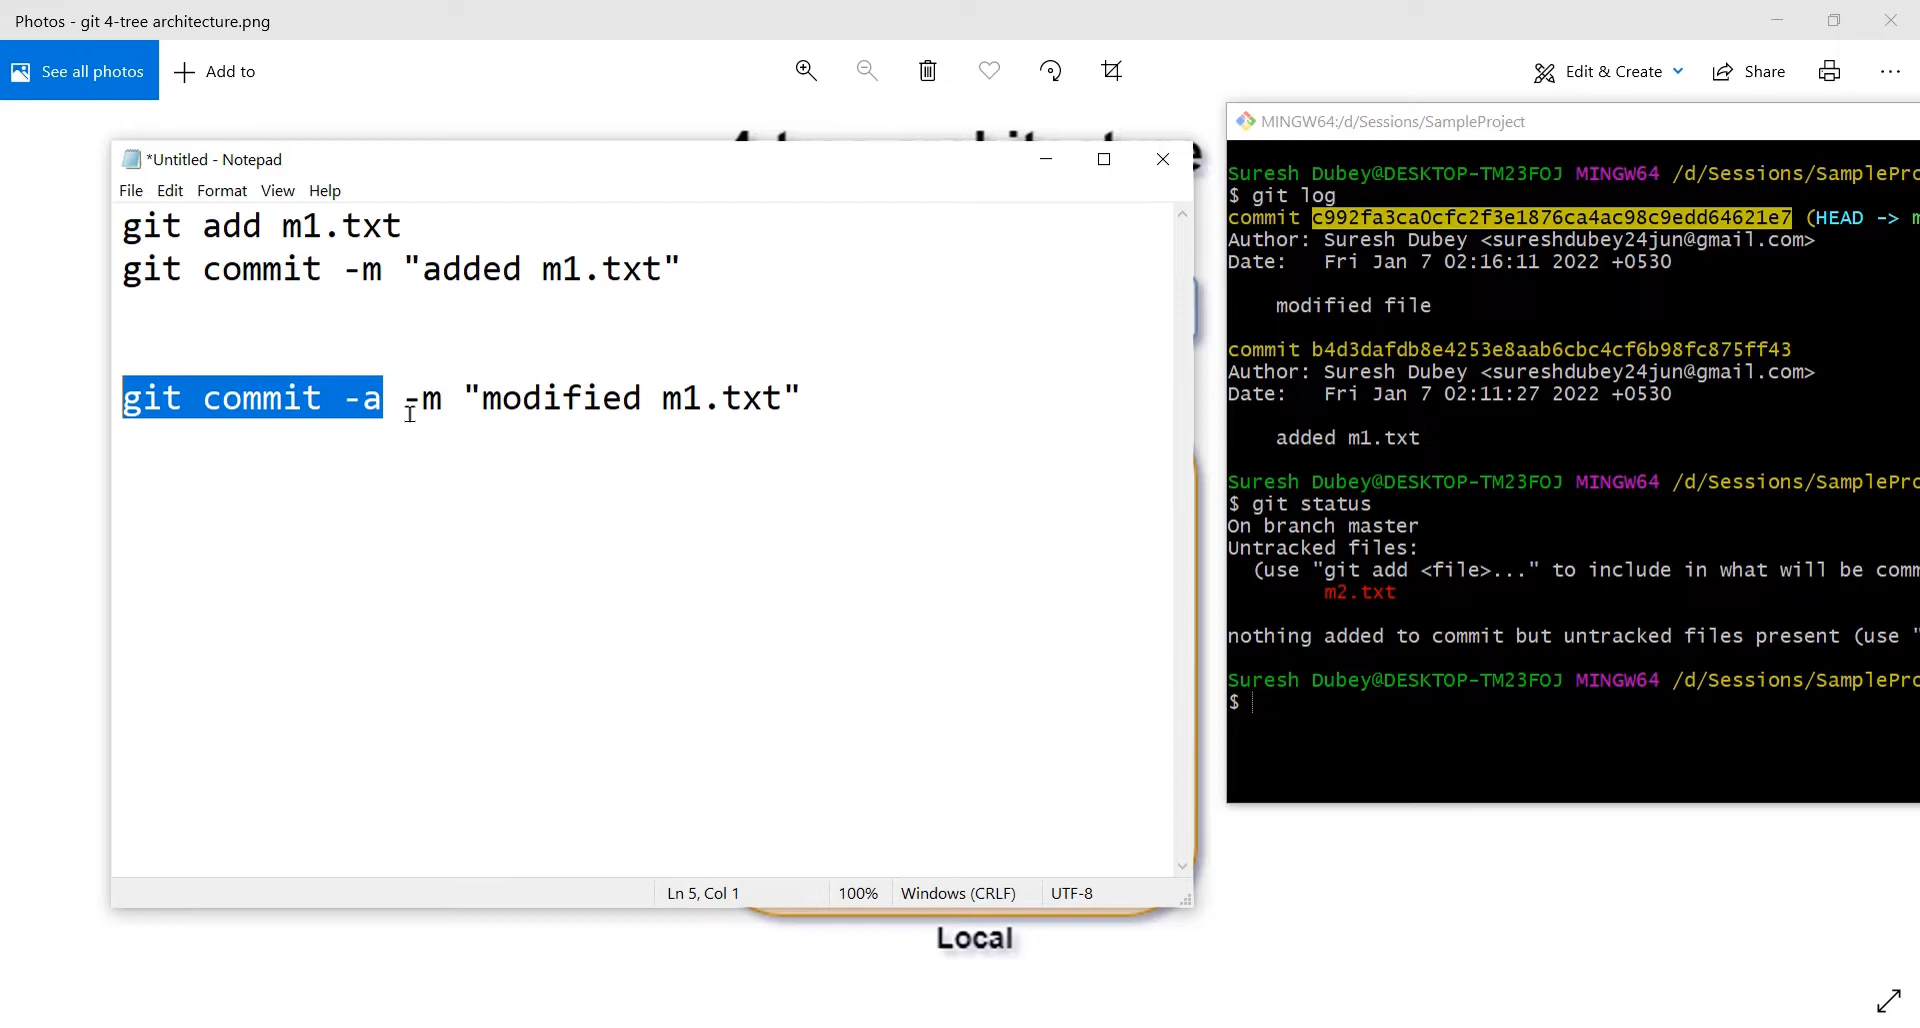 Photos - git 4-tree architecture.png
See all photos
Add to
Edit & Create
Share
*Untitled - Notepad
File Edit Format View Help
git add m1.txt
git commit -m "added m1.txt"
git commit -a -m "modified m1.txt"
Ln 5, Col 1
100%
Windows (CRLF)
UTF-8
Local
MINGW64:/d/Sessions/SampleProject
Suresh Dubey@DESKTOP-TM23FOJ MINGW64 /d/Sessions/SamplePro
$ git log
commit c992fa3ca0cfc2f3e1876ca4ac98c9edd64621e7 (HEAD -> m
Author: Suresh Dubey <sureshdubey24jun@gmail.com>
Date: Fri Jan 7 02:16:11 2022 +0530
modified file
commit b4d3dafdb8e4253e8aab6cbc4cf6b98fc875ff43
Author: Suresh Dubey <sureshdubey24jun@gmail.com>
Date: Fri Jan 7 02:11:27 2022 +0530
added m1.txt
Suresh Dubey@DESKTOP-TM23FOJ MINGW64 /d/Sessions/SamplePro
$ git status
On branch master
Untracked files:
(use "git add <file>..." to include in what will be comm
m2.txt
nothing added to commit but untracked files present (use "
Suresh Dubey@DESKTOP-TM23FOJ MINGW64 /d/Sessions/SamplePro
$